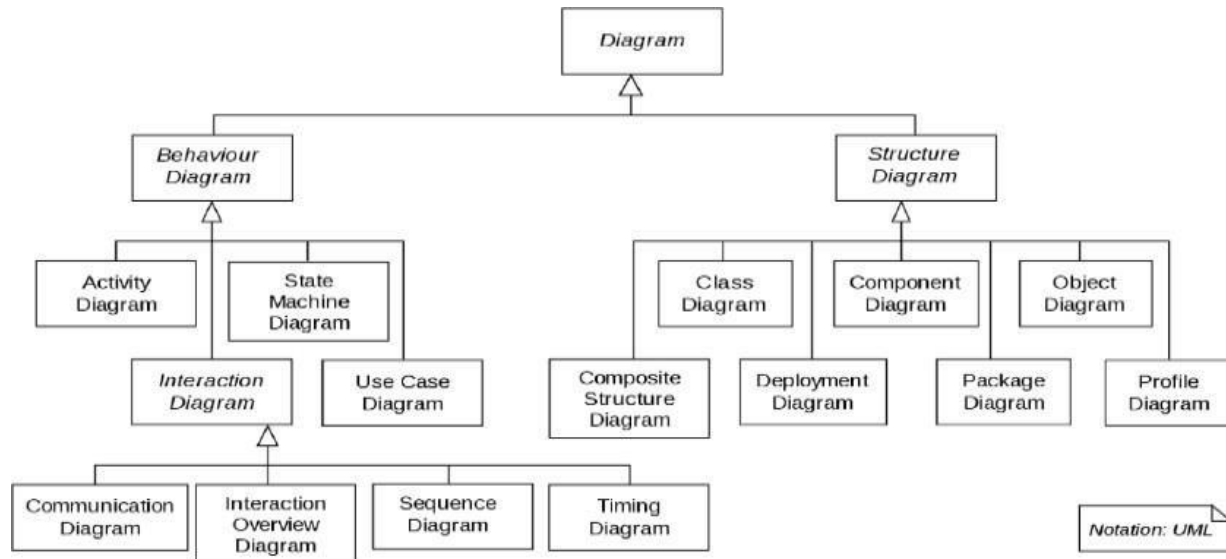 Diagram
Behaviour
Diagram
Structure
Diagram
Activity
Diagram
State
Machine
Diagram
Class
Diagram
Component
Diagram
Object
Diagram
Interaction
Diagram
Use Case
Diagram
Composite
Structure
Diagram
Deployment
Diagram
Package
Diagram
Profile
Diagram
Communication
Diagram
Interaction
Overview
Diagram
Sequence
Diagram
Timing
Diagram
Notation: UML